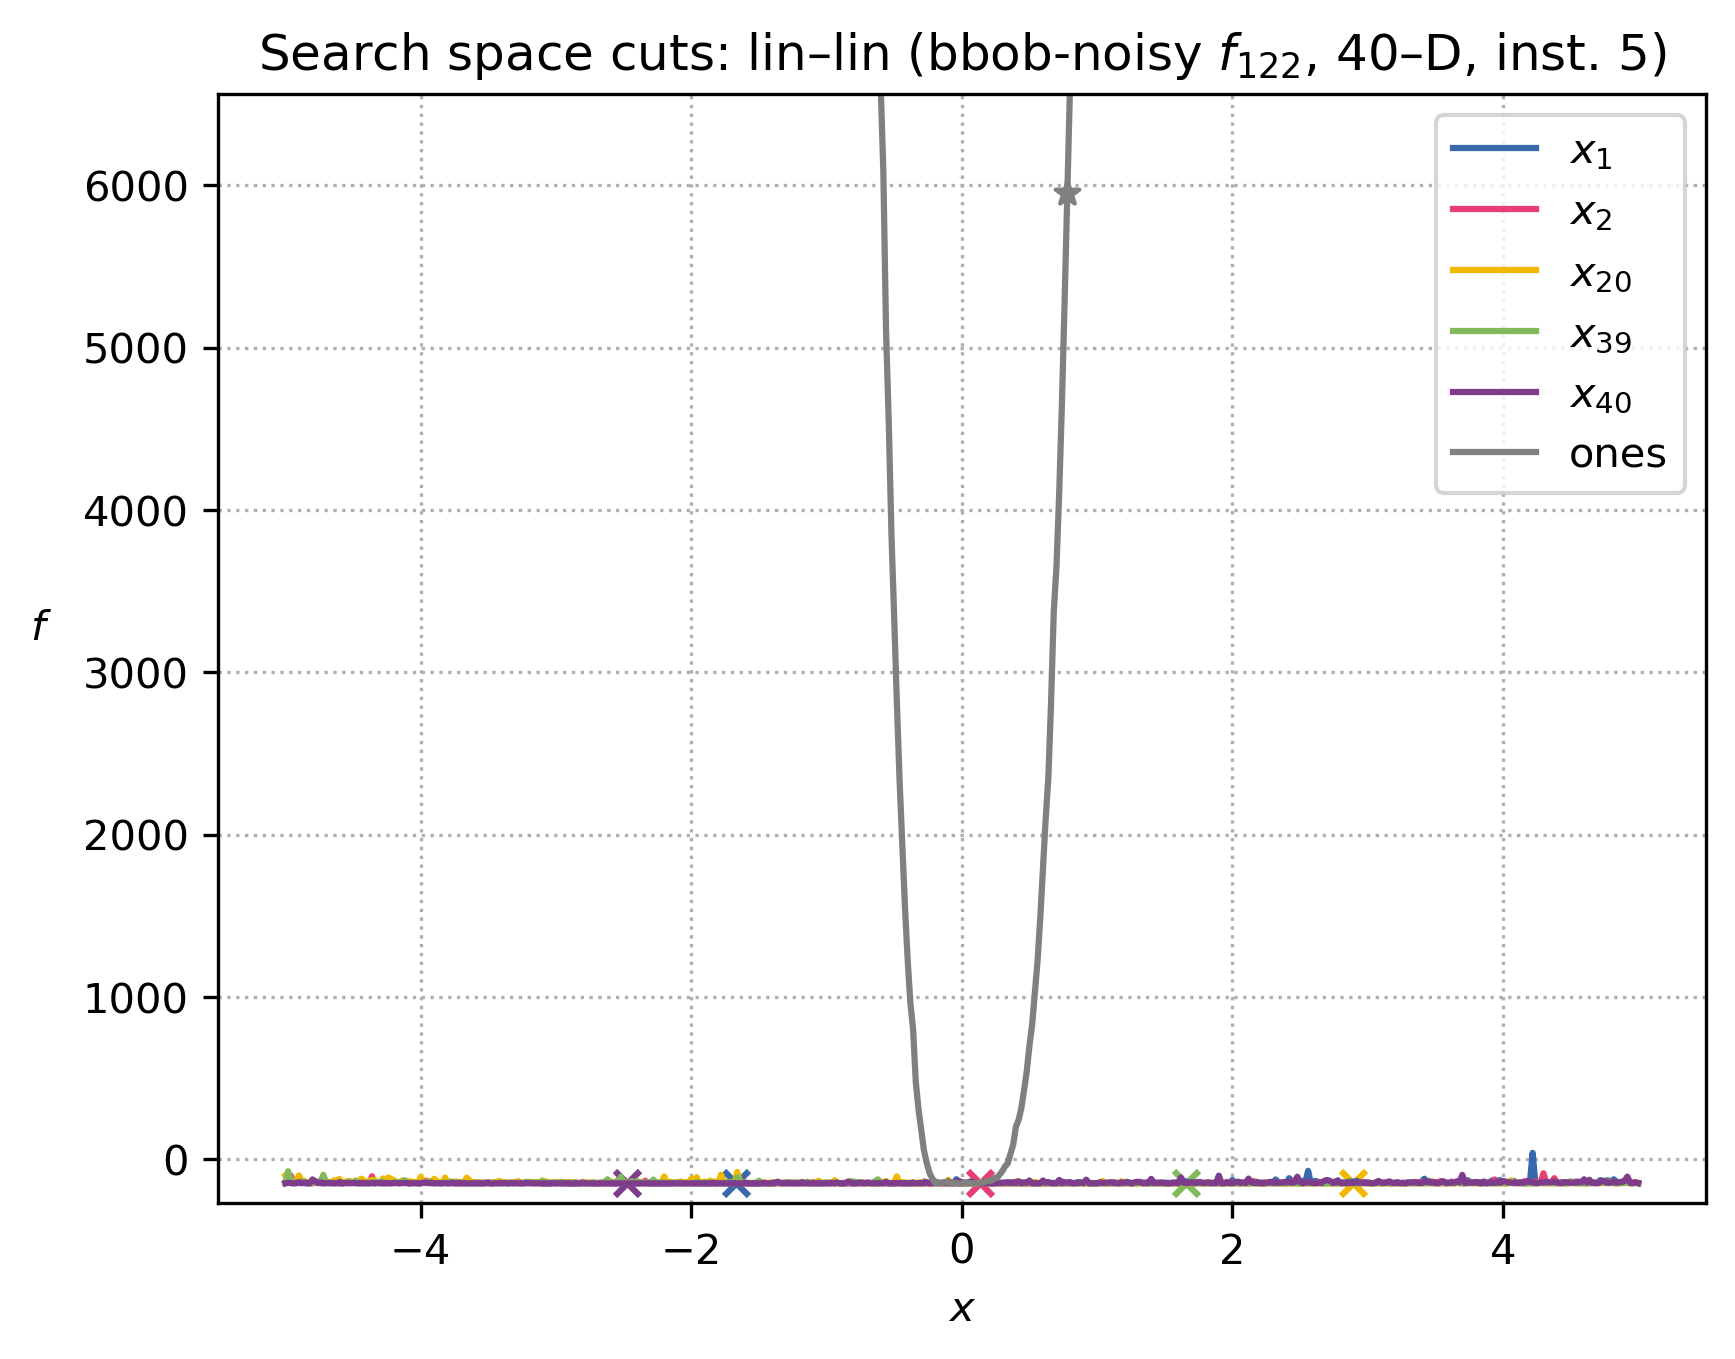 Search space cuts: lin–lin (bbob-noisy f₁₂₂, 40–D, inst. 5)
x₁
x₂
x₂₀
x₃₉
x₄₀
ones
6000
5000
4000
3000
2000
1000
0
f
−4 −2 0 2 4
x